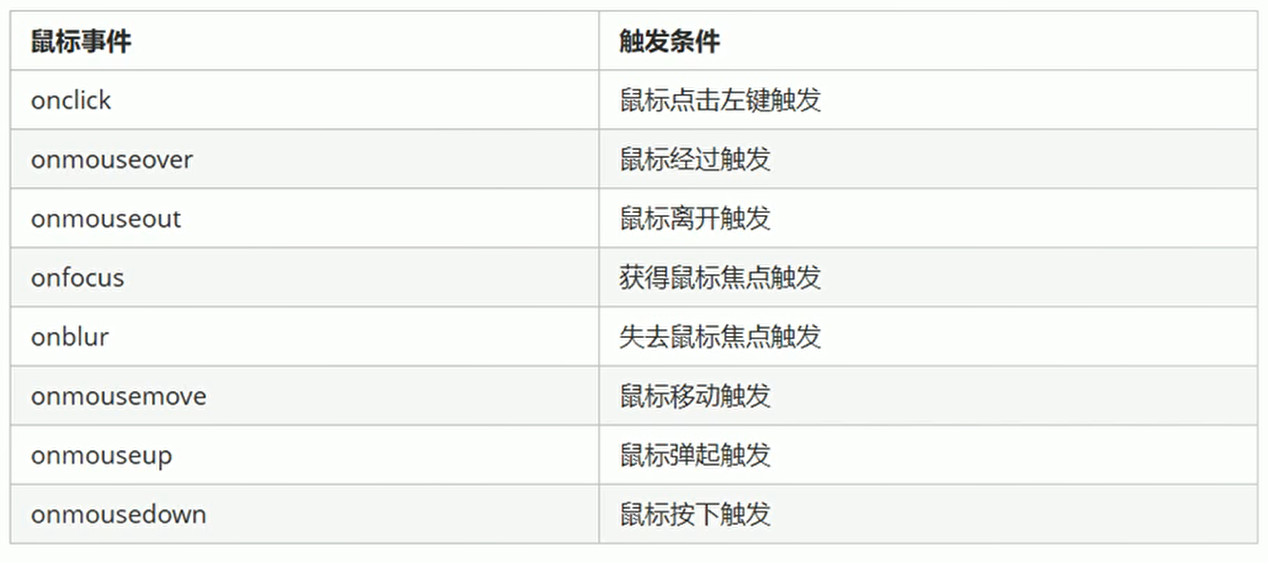 鼠标事件 触发条件
onclick 鼠标点击左键触发
onmouseover 鼠标经过触发
onmouseout 鼠标离开触发
onfocus 获得鼠标焦点触发
onblur 失去鼠标焦点触发
onmousemove 鼠标移动触发
onmouseup 鼠标弹起触发
onmousedown 鼠标按下触发